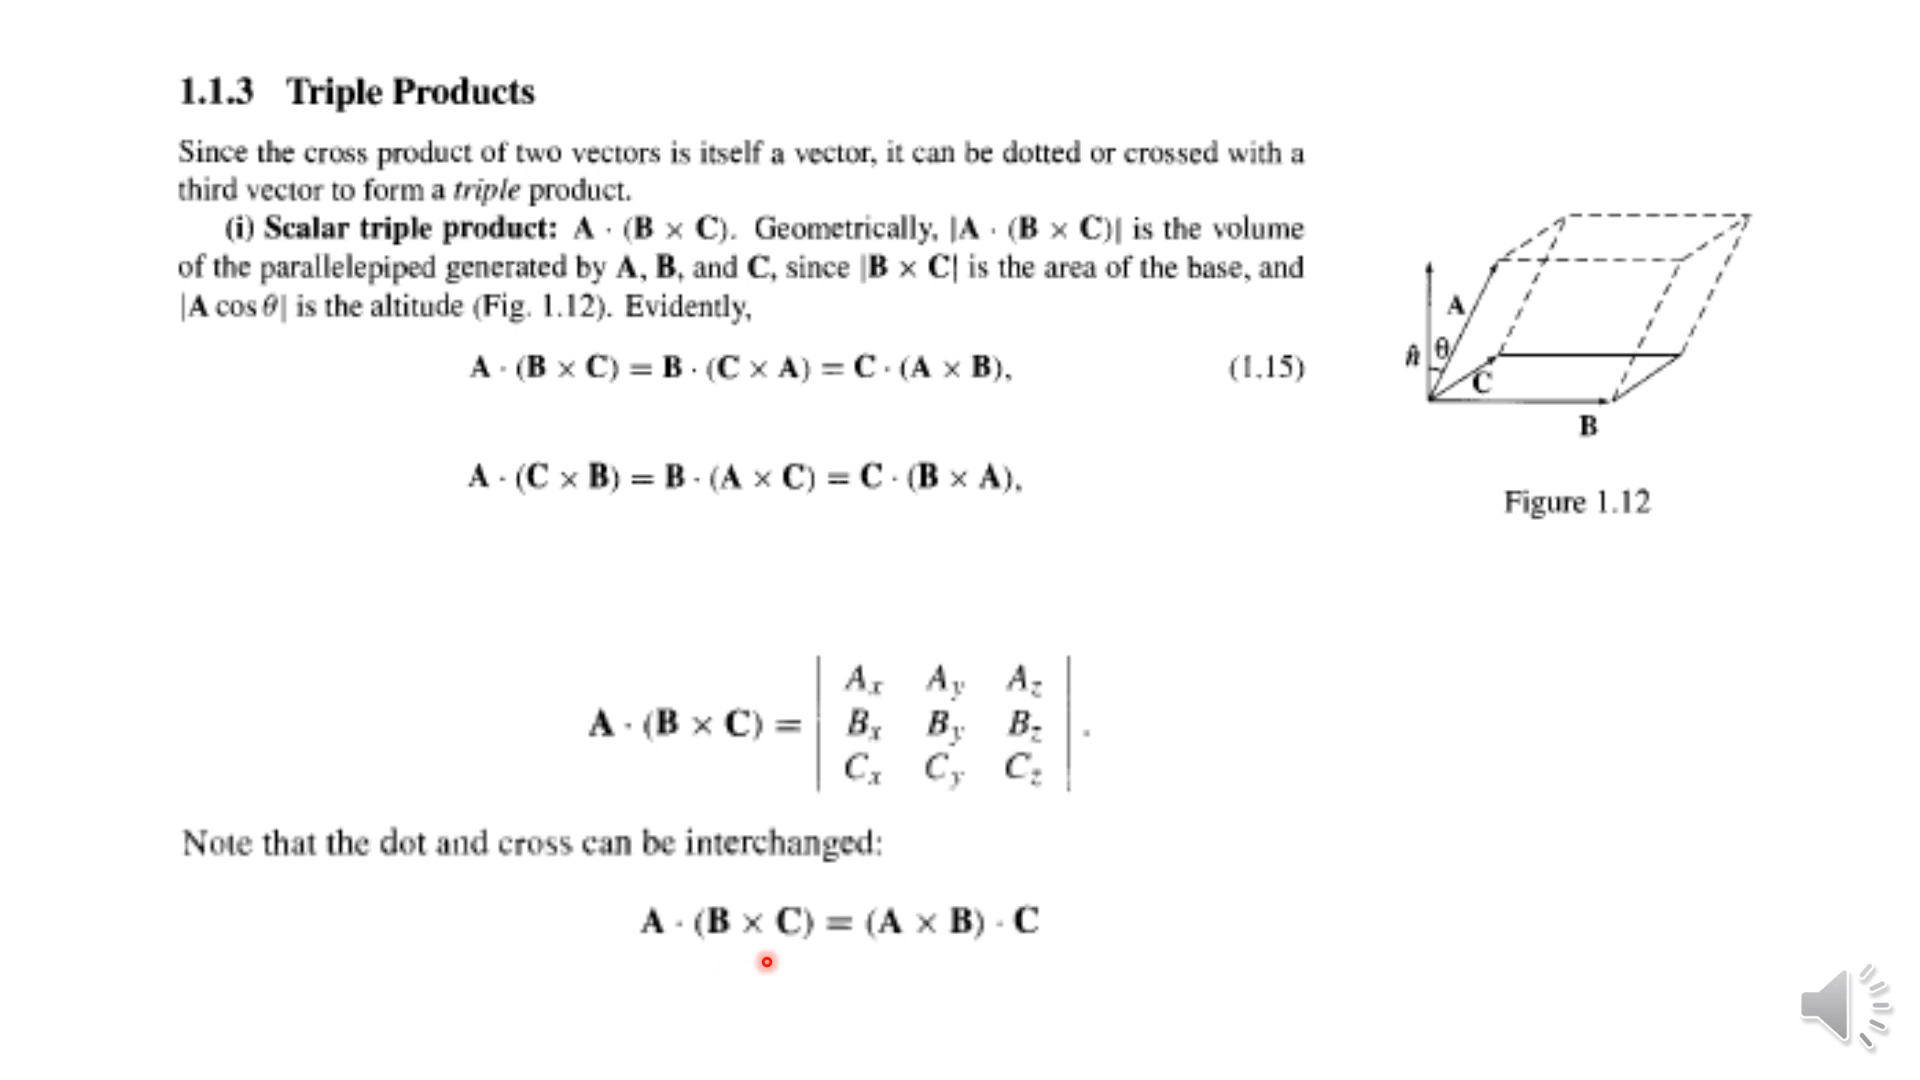 1.1.3 Triple Products
Since the cross product of two vectors is itself a vector, it can be dotted or crossed with a
third vector to form a triple product.
(i) Scalar triple product: A · (B × C). Geometrically, |A · (B × C)| is the volume
of the parallelepiped generated by A, B, and C, since |B × C| is the area of the base, and
|A cos θ| is the altitude (Fig. 1.12). Evidently,
A · (B × C) = B · (C × A) = C · (A × B), (1.15)
A · (C × B) = B · (A × C) = C · (B × A),
A
n̂ θ
C
B
Figure 1.12
A_x A_y A_z
A · (B × C) = | B_x B_y B_z | .
C_x C_y C_z
Note that the dot and cross can be interchanged:
A · (B × C) = (A × B) · C